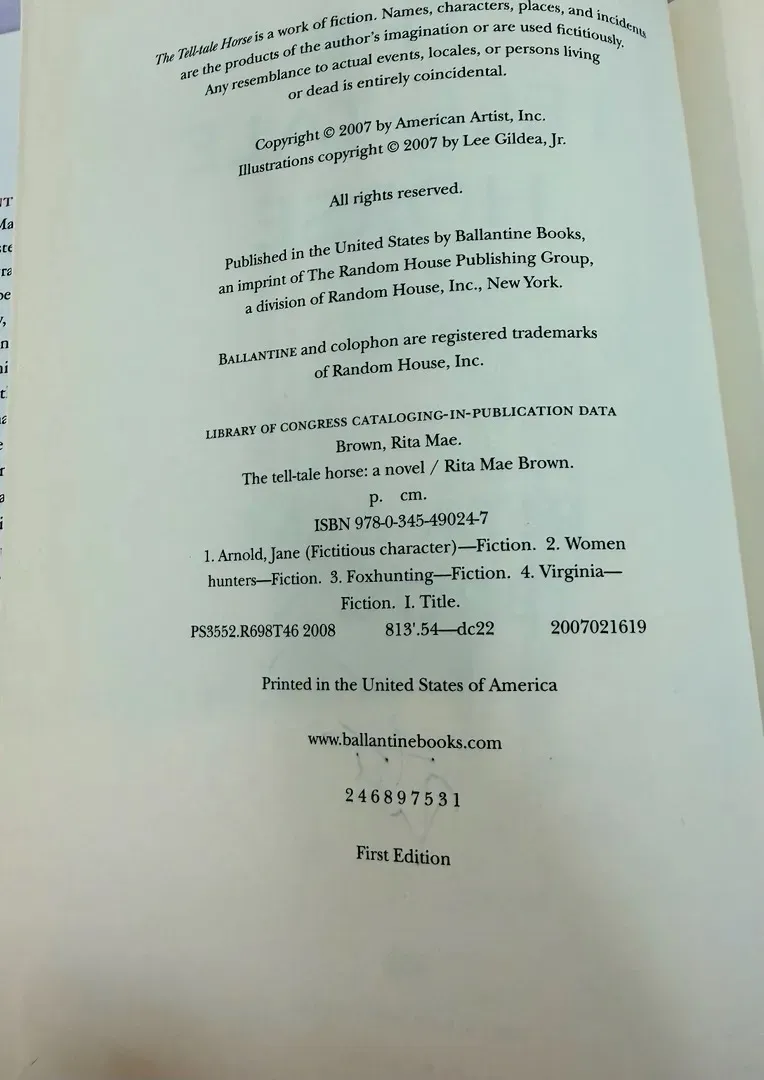 The Tell-tale Horse is a work of fiction. Names, characters, places, and incidents
are the products of the author's imagination or are used fictitiously.
Any resemblance to actual events, locales, or persons living
or dead is entirely coincidental.
Copyright © 2007 by American Artist, Inc.
Illustrations copyright © 2007 by Lee Gildea, Jr.
All rights reserved.
Published in the United States by Ballantine Books,
an imprint of The Random House Publishing Group,
a division of Random House, Inc., New York.
BALLANTINE and colophon are registered trademarks
of Random House, Inc.
LIBRARY OF CONGRESS CATALOGING-IN-PUBLICATION DATA
Brown, Rita Mae.
The tell-tale horse: a novel / Rita Mae Brown.
p. cm.
ISBN 978-0-345-49024-7
1. Arnold, Jane (Fictitious character)—Fiction. 2. Women
hunters—Fiction. 3. Foxhunting—Fiction. 4. Virginia—
Fiction. I. Title.
PS3552.R698T46 2008 813'.54—dc22 2007021619
Printed in the United States of America
www.ballantinebooks.com
2 4 6 8 9 7 5 3 1
First Edition